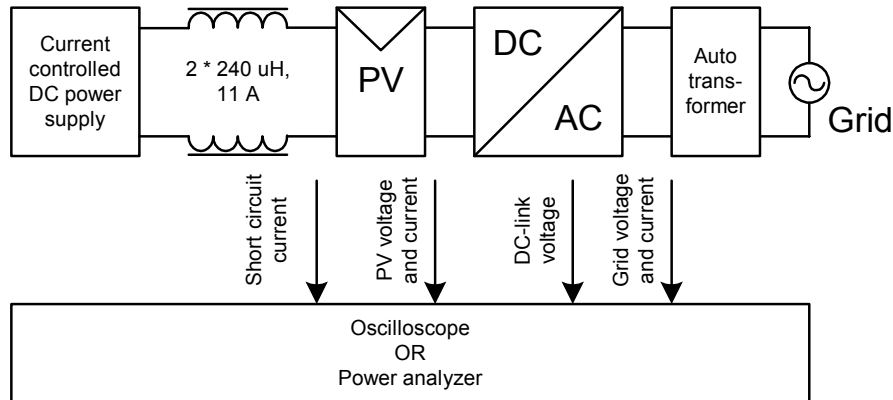 Current
controlled
DC power
supply
2 * 240 uH,
11 A
PV
DC
AC
Auto
trans-
former
Grid
Short circuit
current
PV voltage
and current
DC-link
voltage
Grid voltage
and current
Oscilloscope
OR
Power analyzer